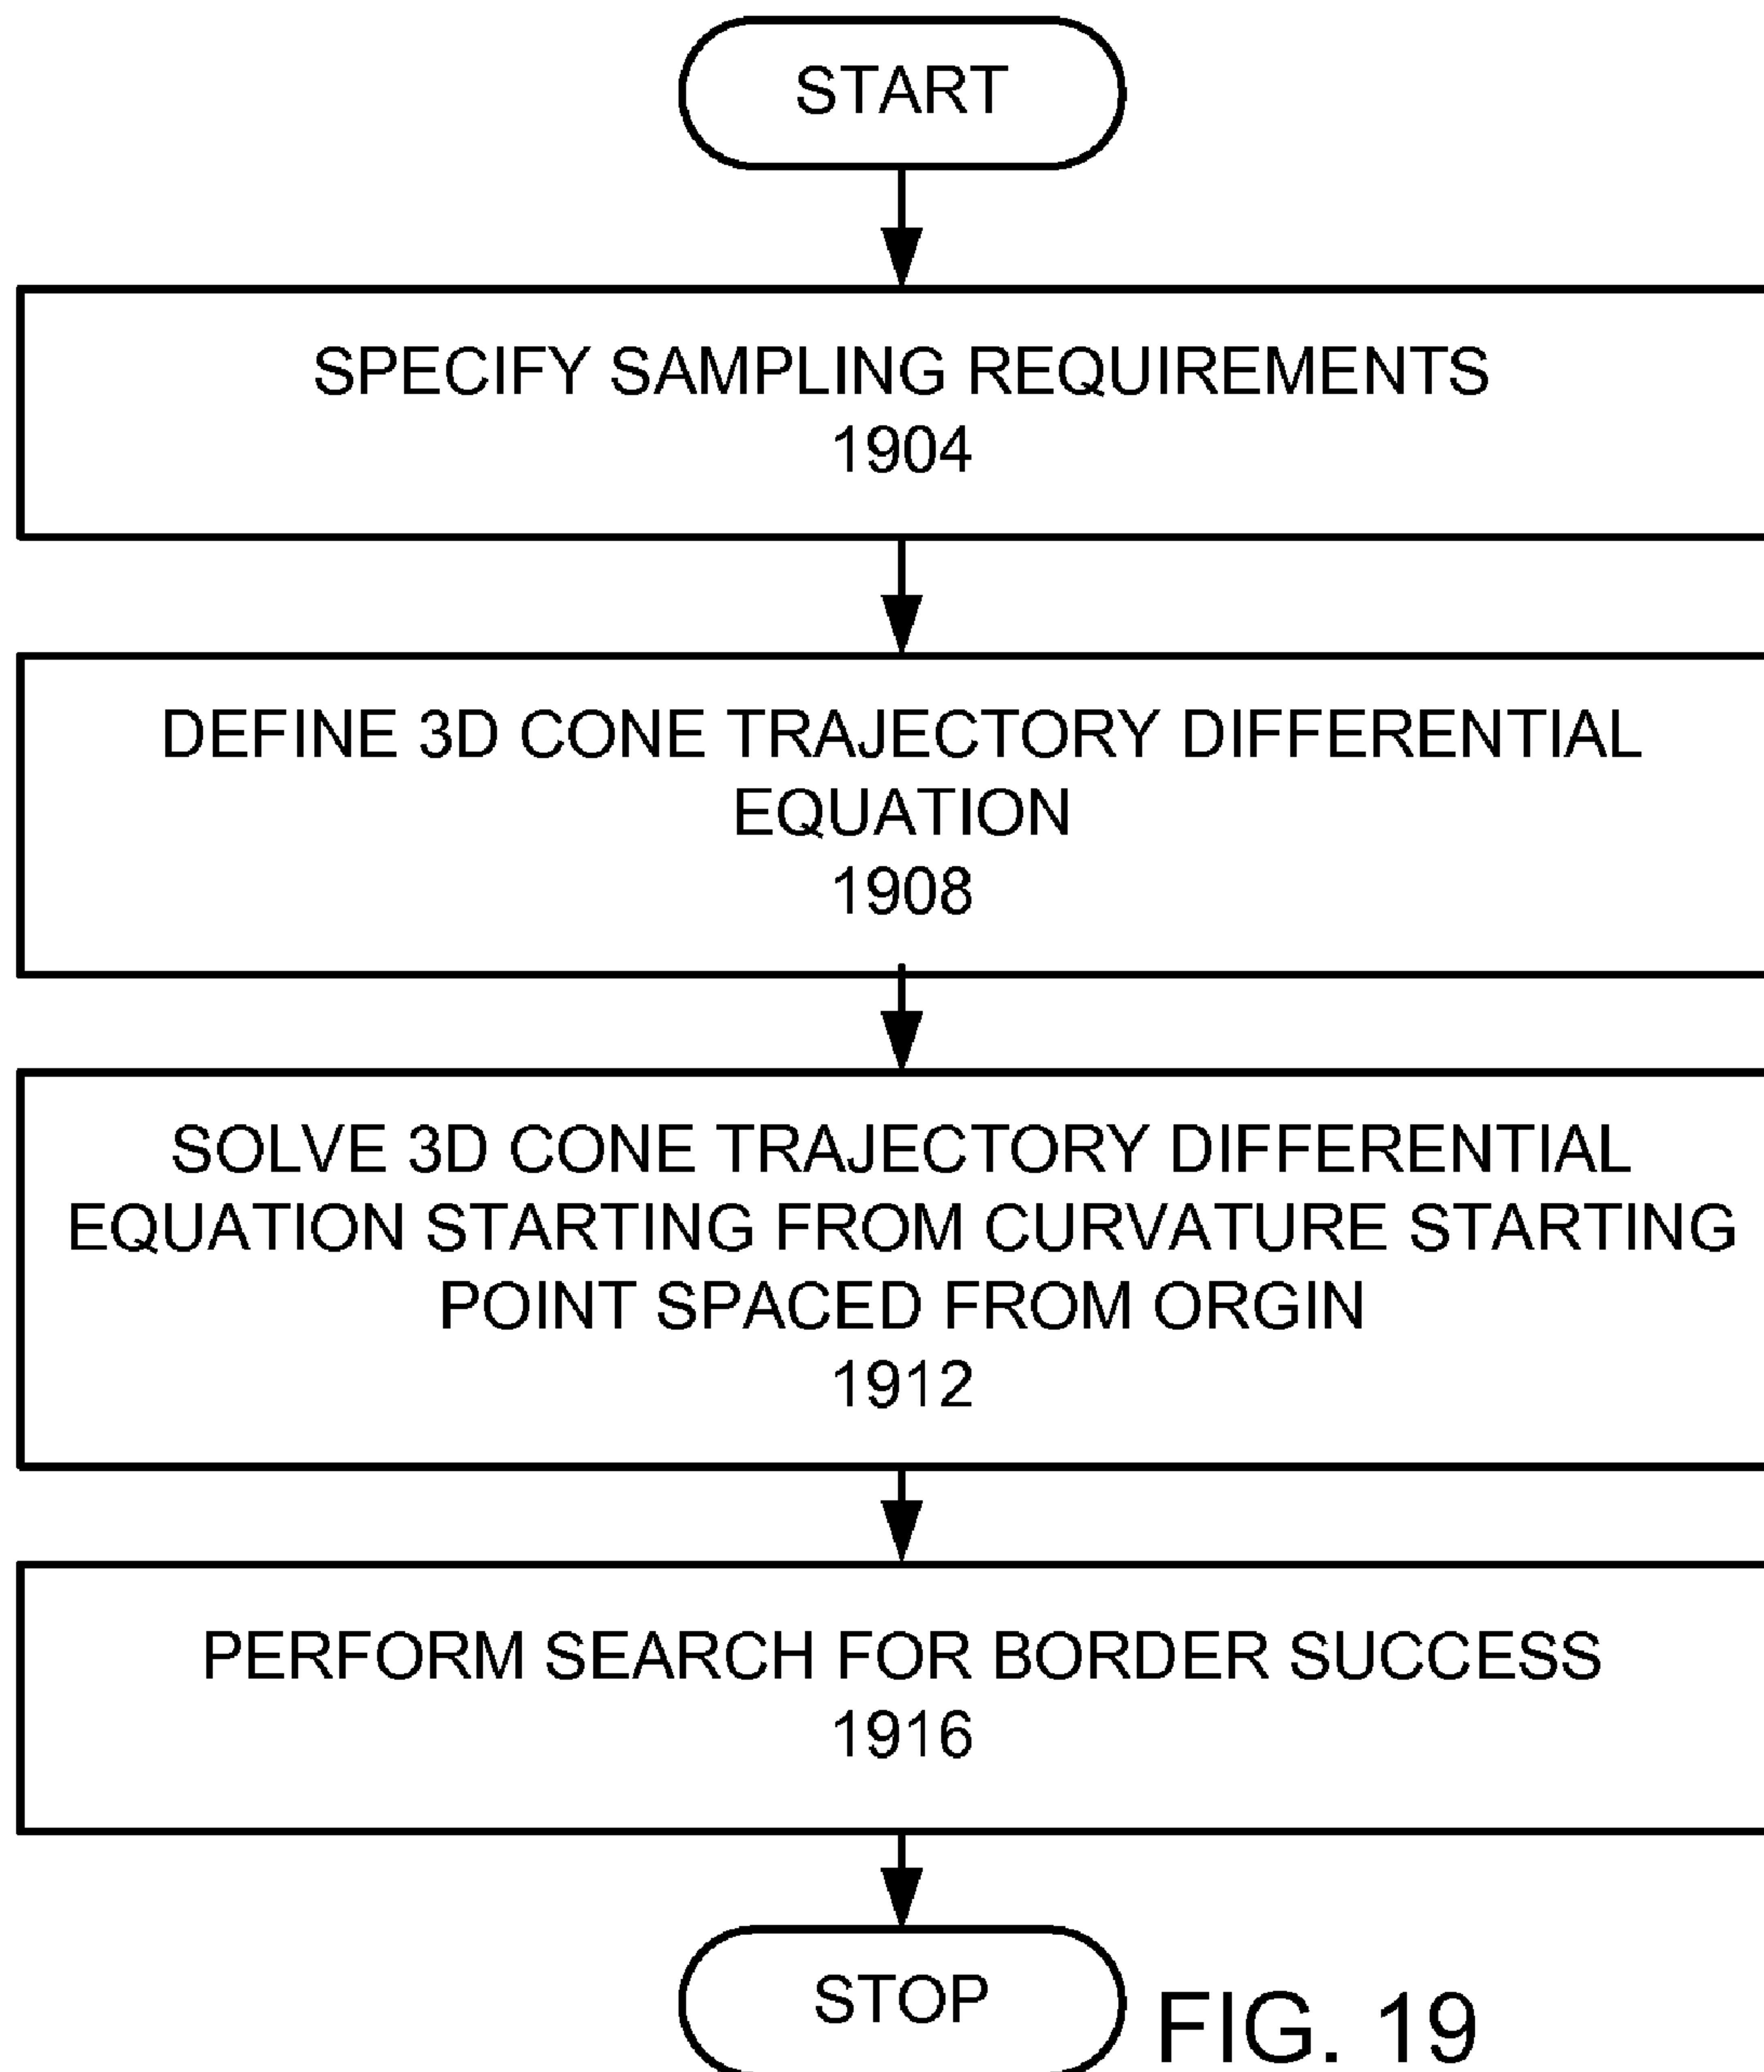 START
SPECIFY SAMPLING REQUIREMENTS
1904
DEFINE 3D CONE TRAJECTORY DIFFERENTIAL
EQUATION
1908
SOLVE 3D CONE TRAJECTORY DIFFERENTIAL
EQUATION STARTING FROM CURVATURE STARTING
POINT SPACED FROM ORGIN
1912
PERFORM SEARCH FOR BORDER SUCCESS
1916
STOP
FIG. 19